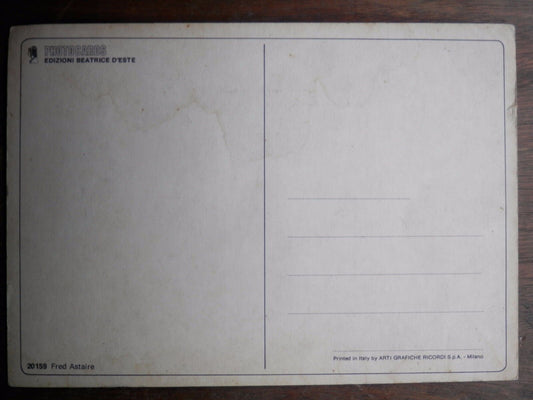 PHOTOCARDS
EDIZIONI BEATRICE D'ESTE
Printed in Italy by ARTI GRAFICHE RICORDI S.p.A. - Milano
20159 Fred Astaire